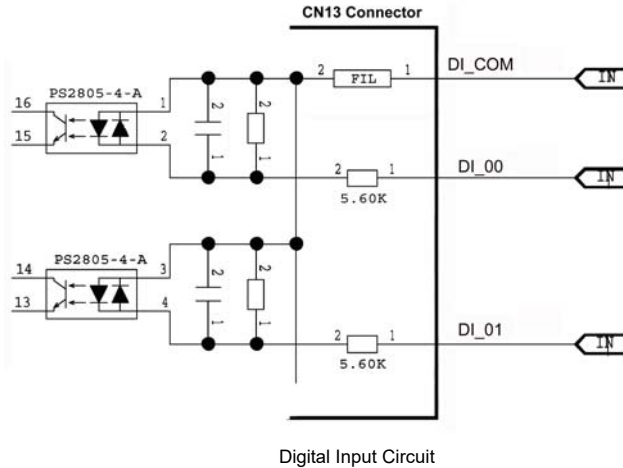 CN13 Connector
2 FIL 1 DI_COM IN
PS2805-4-A
16 1
15 2
2 2
1 1
2 1 DI_00 IN
5.60K
PS2805-4-A
14 3
13 4
2 2
1 1
2 1 DI_01 IN
5.60K
Digital Input Circuit